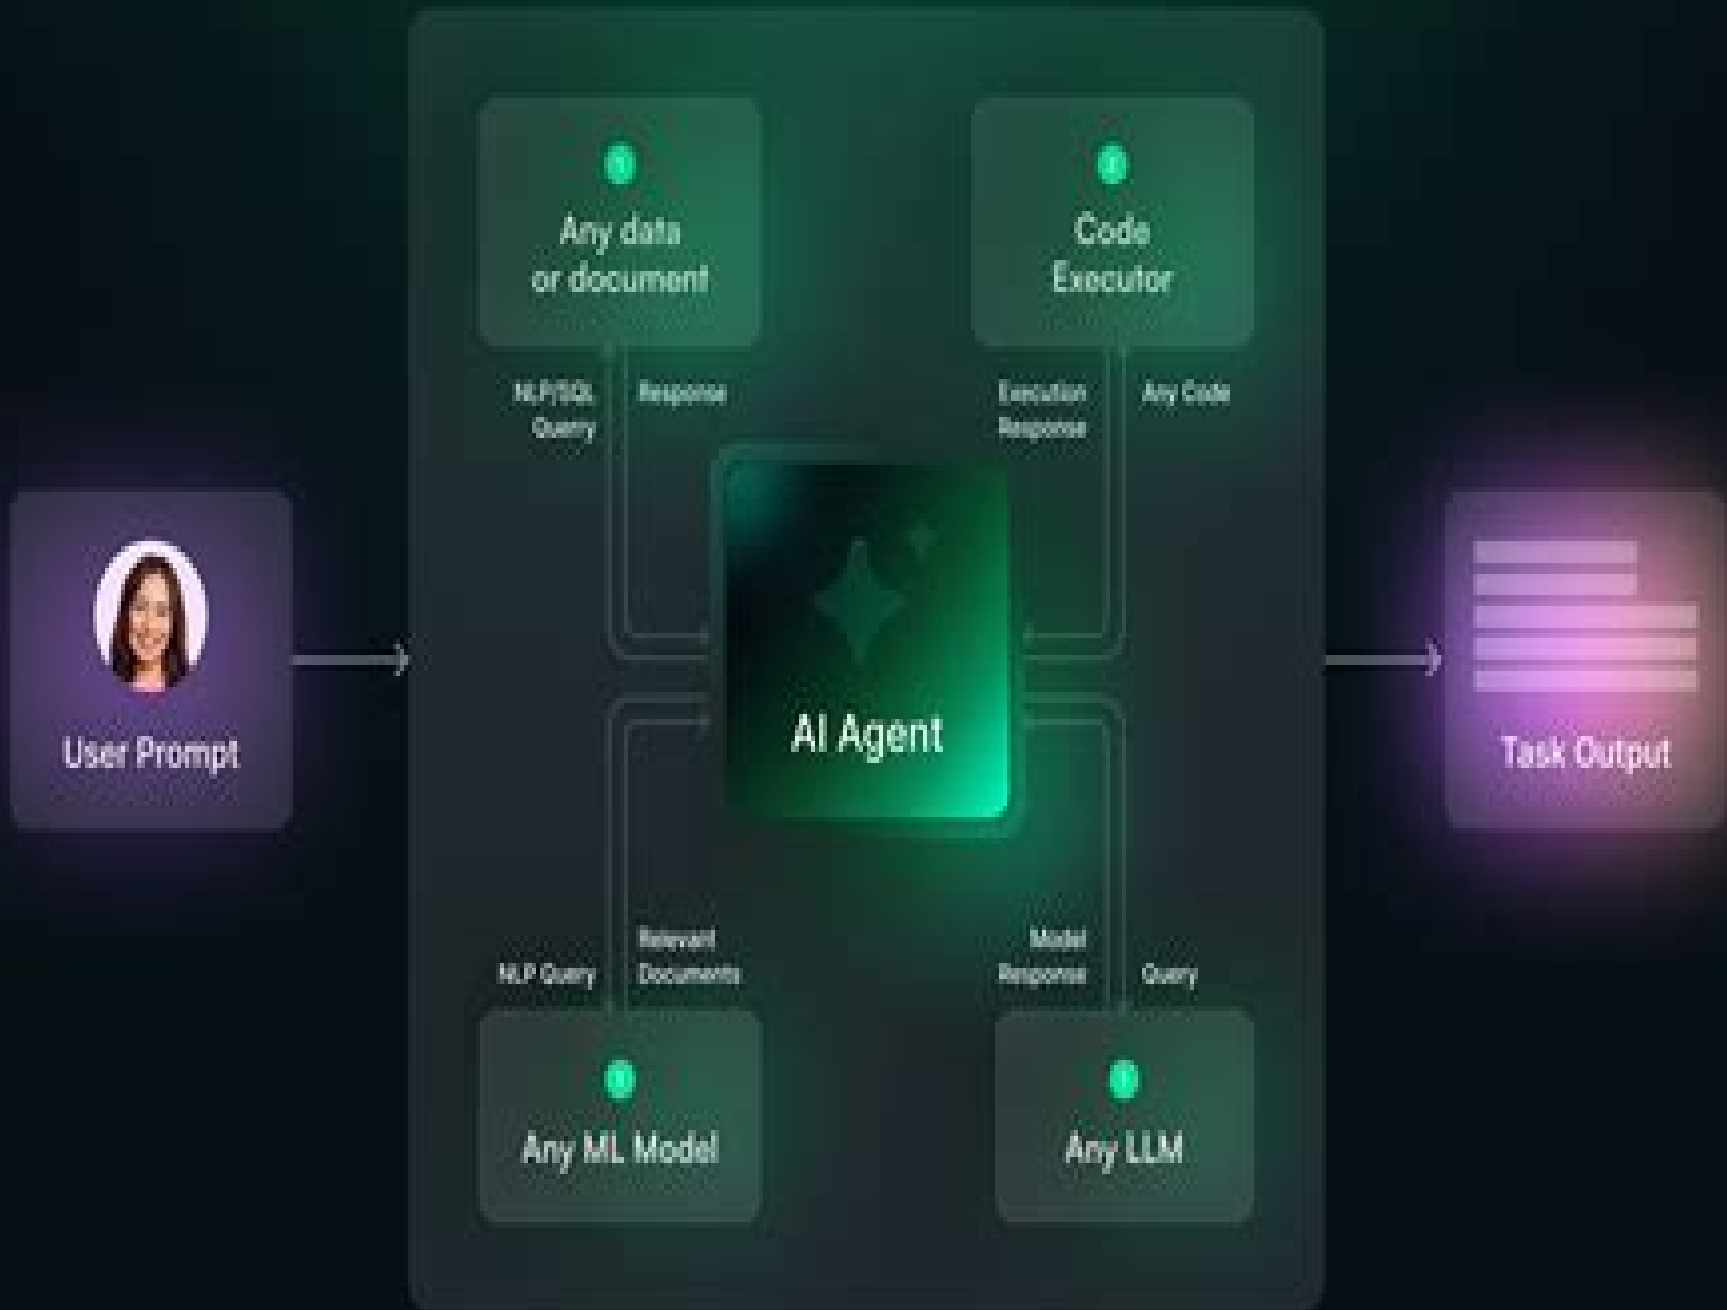 Any data
or document
Code
Executor
NLP/SQL
Query
Response
Execution
Response
Any Code
User Prompt
AI Agent
Task Output
NLP Query
Relevant
Documents
Model
Response
Query
Any ML Model
Any LLM